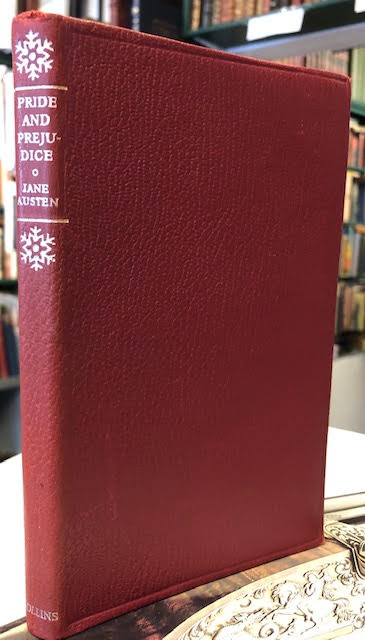 PRIDE
AND
PREJU-
DICE
JANE
AUSTEN
COLLINS